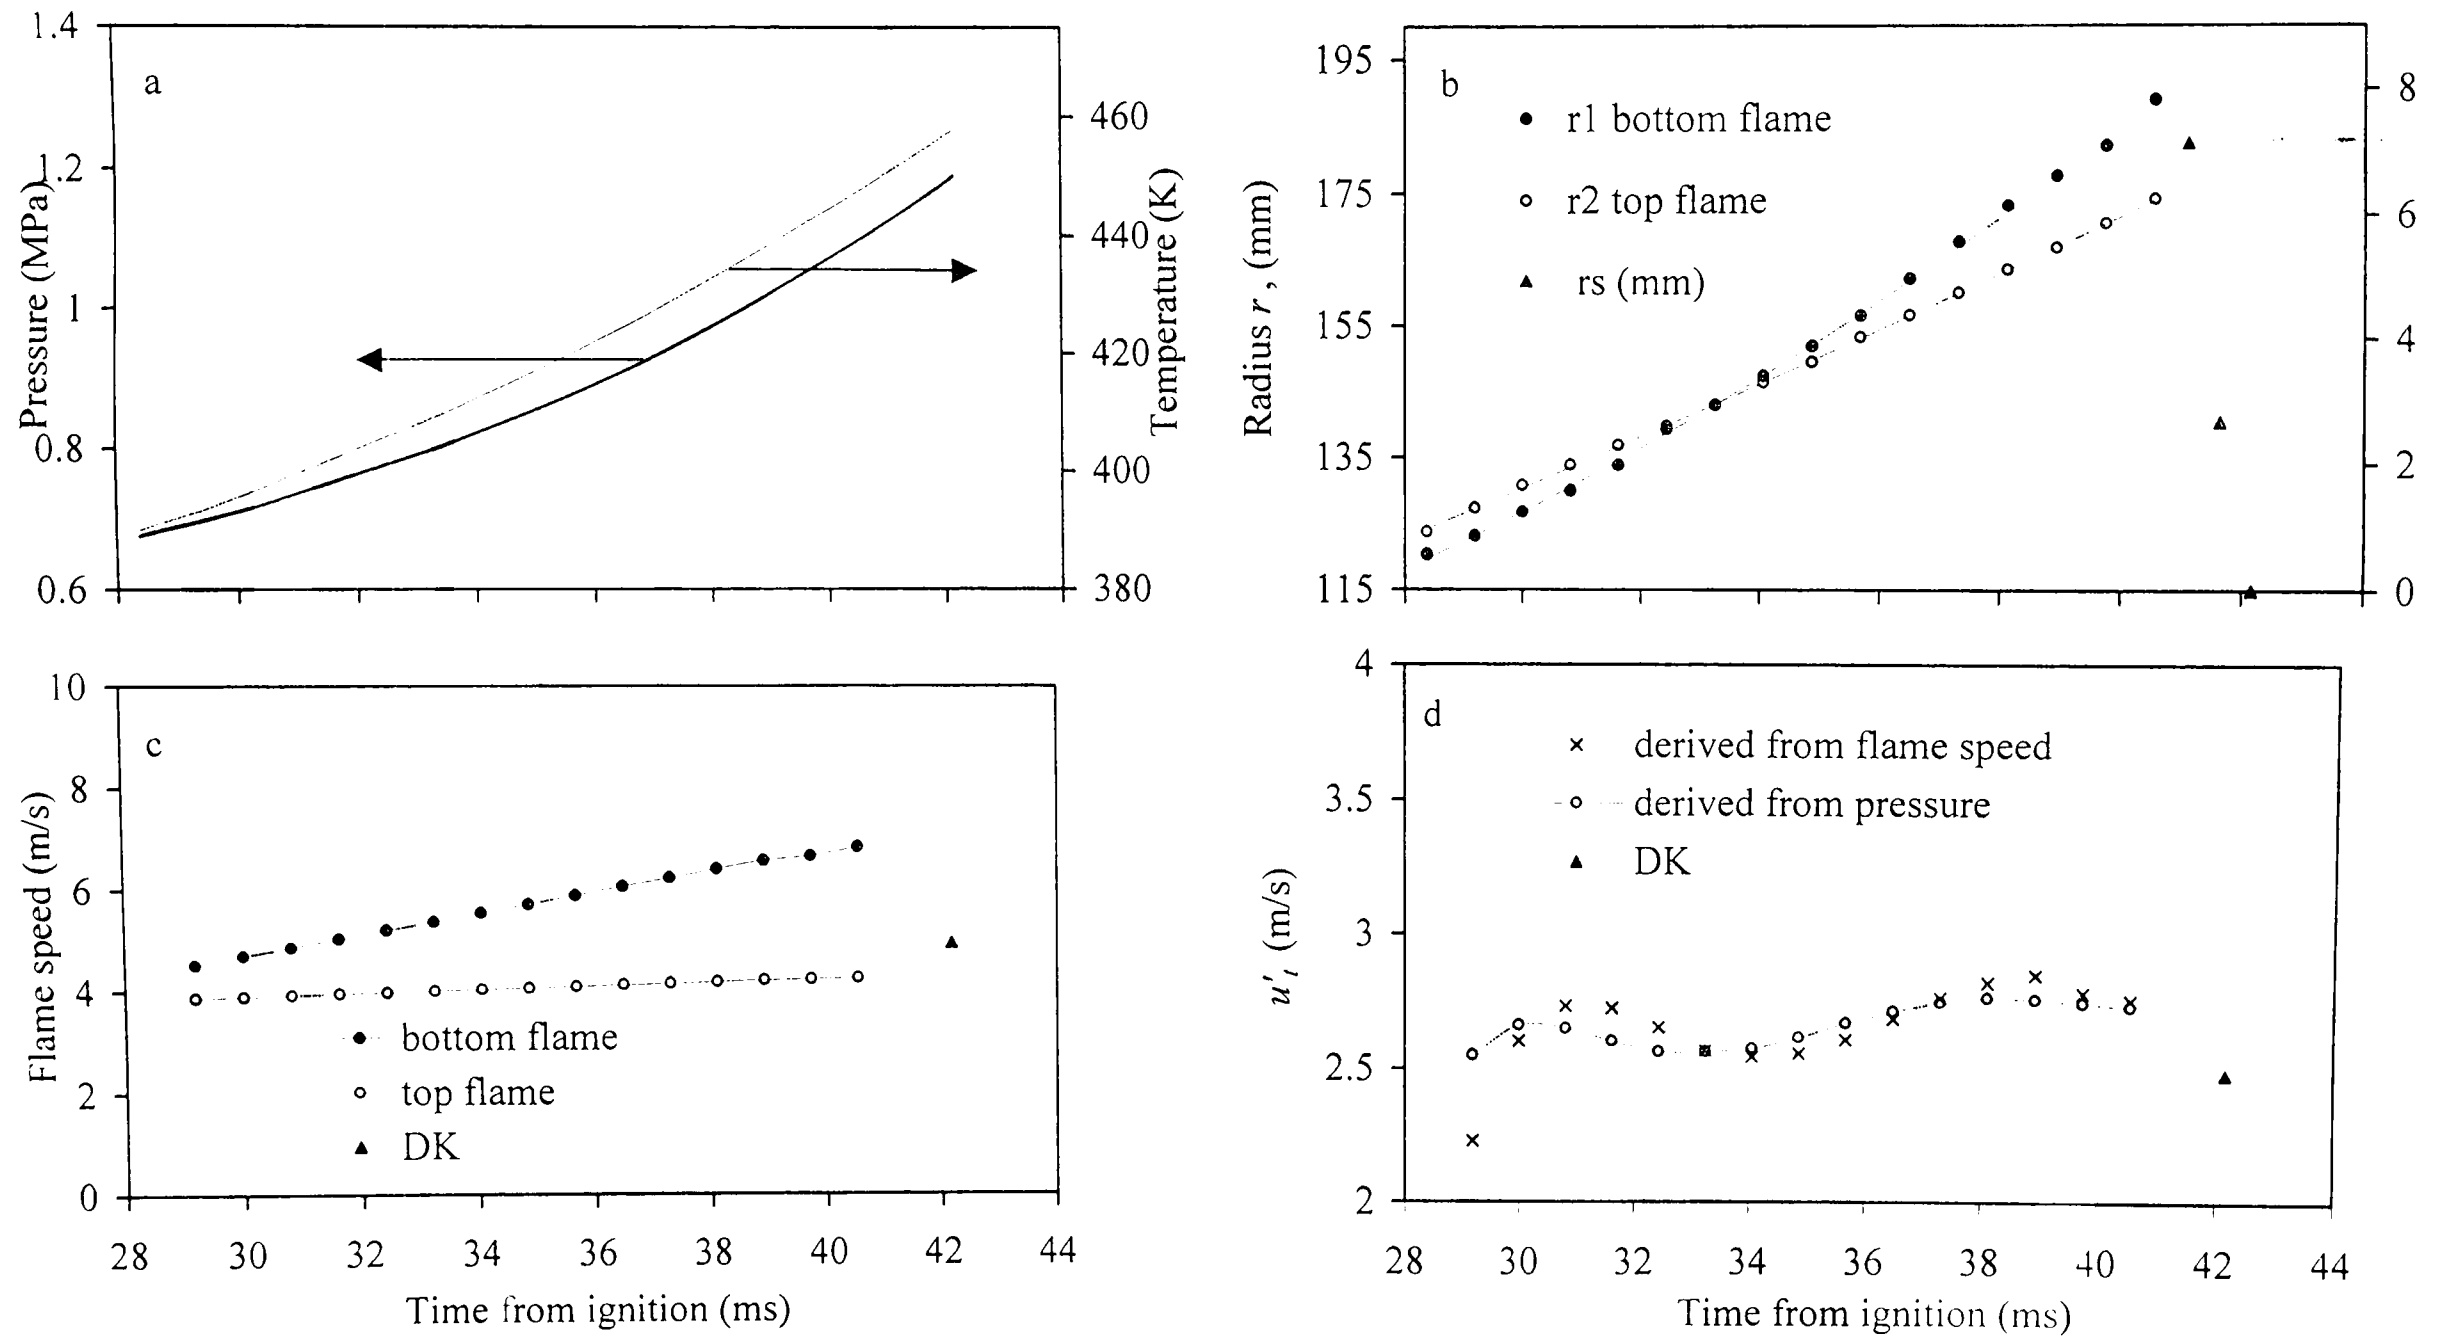 a
1.4
1.2
1
0.8
0.6
Pressure (MPa)
460
440
420
400
380
Temperature (K)
b
r1 bottom flame
r2 top flame
rs (mm)
195
175
155
135
115
Radius r , (mm)
8
6
4
2
0
c
10
8
6
4
2
0
Flame speed (m/s)
bottom flame
top flame
DK
28 30 32 34 36 38 40 42 44
Time from ignition (ms)
d
4
3.5
3
2.5
2
u't (m/s)
derived from flame speed
derived from pressure
DK
28 30 32 34 36 38 40 42 44
Time from ignition (ms)